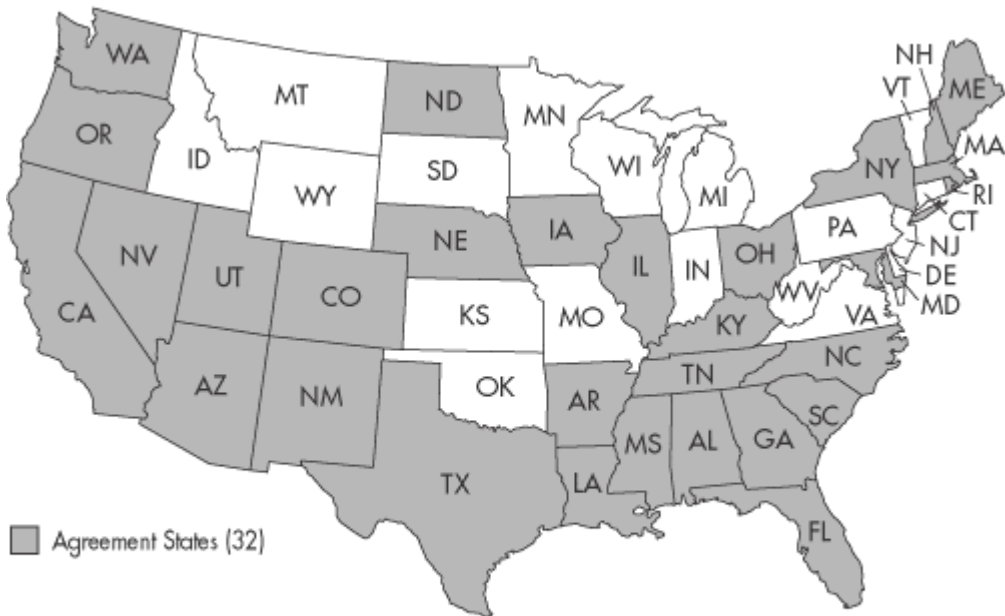 WA
MT
ND
MN
NH
VT
ME
OR
ID
SD
WI
MI
NY
MA
RI
WY
CT
NE
IA
PA
NJ
NV
UT
CO
IL
IN
OH
DE
MD
CA
KS
MO
WV
VA
KY
AZ
NM
OK
AR
TN
NC
SC
TX
LA
MS
AL
GA
FL
Agreement States (32)